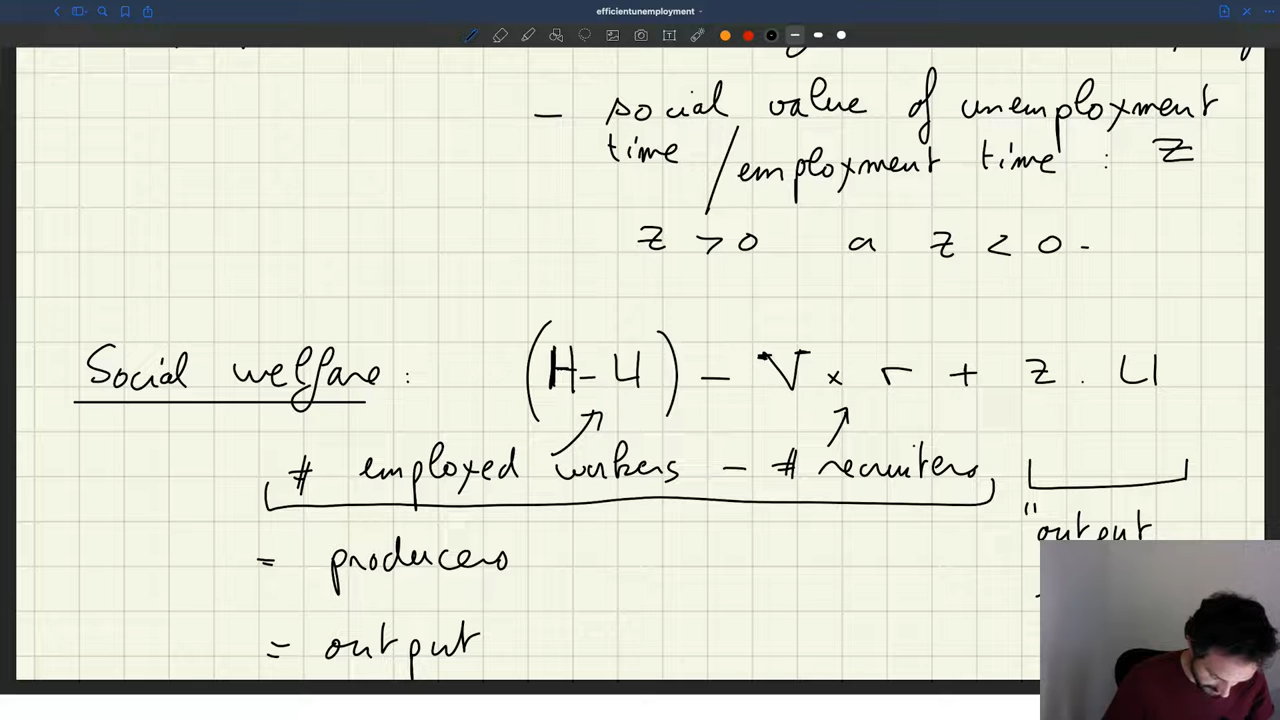 efficientunemployment
— social value of unemployment
time / employment time : z
z > 0 or z < 0.
Social welfare : (H - U) - V x r + z . U
# employed workers - # recruiters
= producers "output
= output